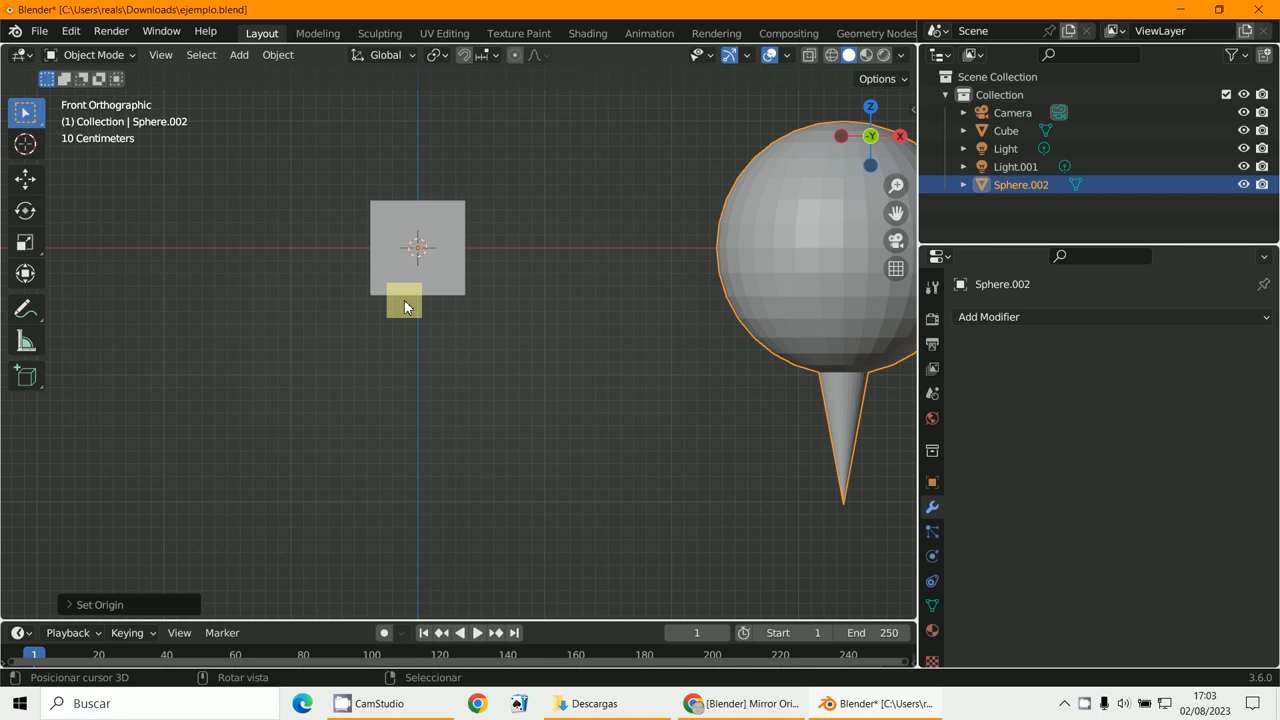 Blender* [C:\Users\reals\Downloads\ejemplo.blend]
File Edit Render Window Help Layout Modeling Sculpting UV Editing Texture Paint Shading Animation Rendering Compositing Geometry Nodes Scene ViewLayer
Object Mode View Select Add Object Global
Options
Front Orthographic
(1) Collection | Sphere.002
10 Centimeters
Z
-Y
X
Scene Collection
Collection
Camera
Cube
Light
Light.001
Sphere.002
Sphere.002
Add Modifier
Set Origin
Playback Keying View Marker 1 Start 1 End 250
1 20 40 60 80 100 120 140 160 180 200 220 240
Posicionar cursor 3D Rotar vista Seleccionar 3.6.0
Buscar CamStudio Descargas [Blender] Mirror Ori... Blender* [C:\Users\r... 17:03
02/08/2023